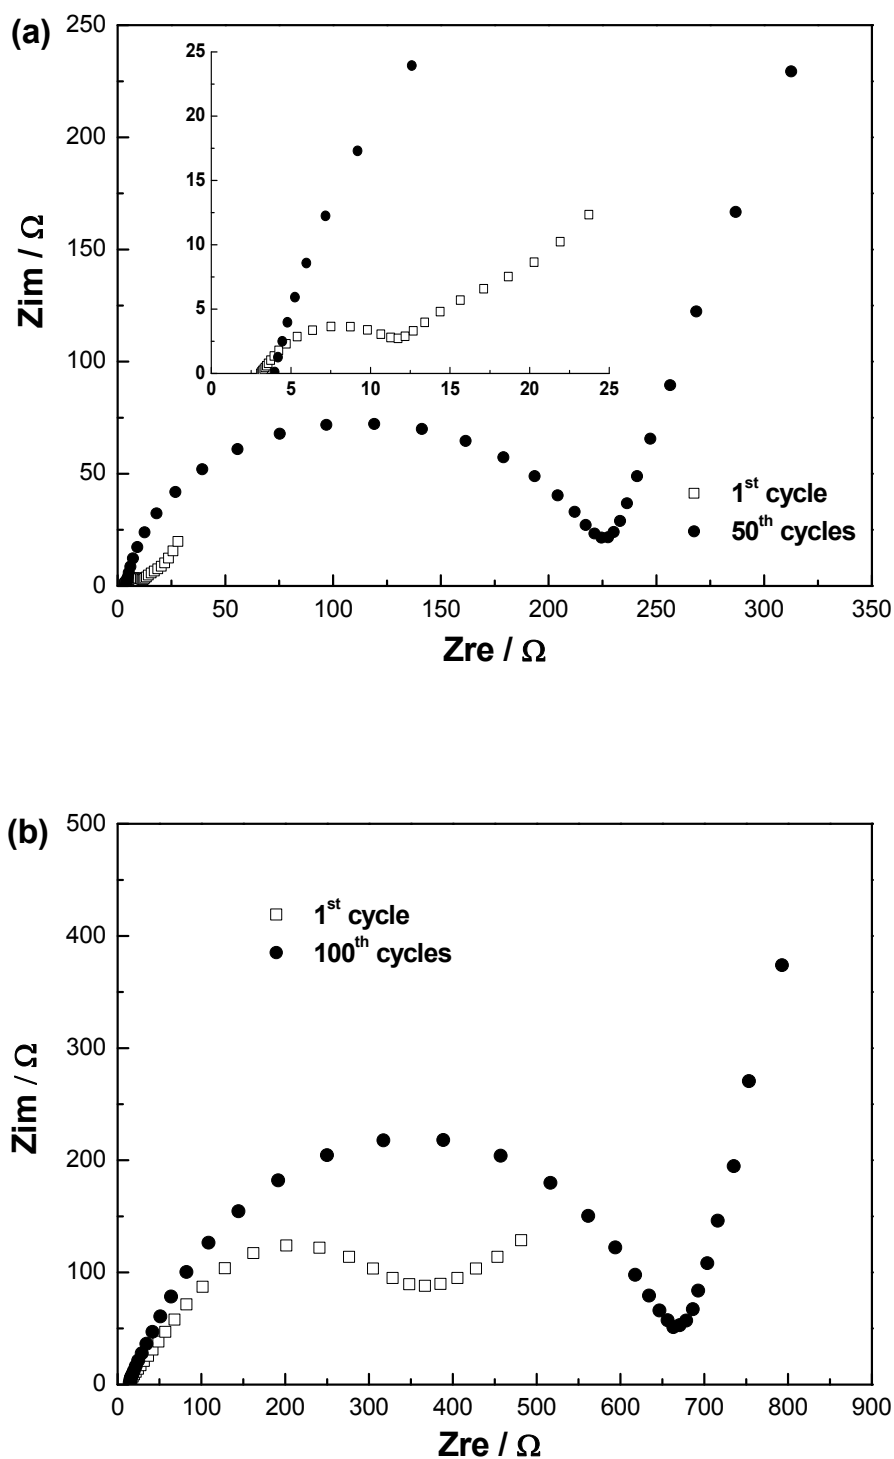 (a)
250
200
150
100
50
0
25
20
15
10
5
0
0 5 10 15 20 25
1st cycle
50th cycles
0 50 100 150 200 250 300 350
Zim / Ω
Zre / Ω
(b)
500
400
300
200
100
0
1st cycle
100th cycles
0 100 200 300 400 500 600 700 800 900
Zim / Ω
Zre / Ω